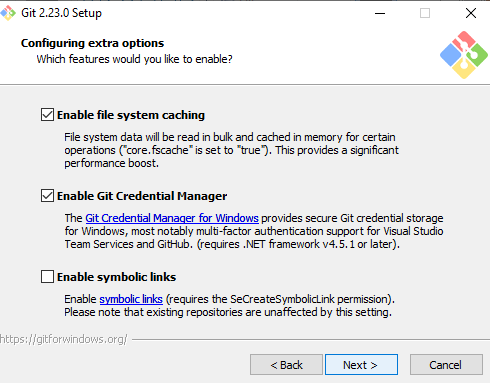 Git 2.23.0 Setup
Configuring extra options
Which features would you like to enable?
Enable file system caching
File system data will be read in bulk and cached in memory for certain
operations ("core.fscache" is set to "true"). This provides a significant
performance boost.
Enable Git Credential Manager
The Git Credential Manager for Windows provides secure Git credential storage
for Windows, most notably multi-factor authentication support for Visual Studio
Team Services and GitHub. (requires .NET framework v4.5.1 or later).
Enable symbolic links
Enable symbolic links (requires the SeCreateSymbolicLink permission).
Please note that existing repositories are unaffected by this setting.
https://gitforwindows.org/
< Back Next > Cancel